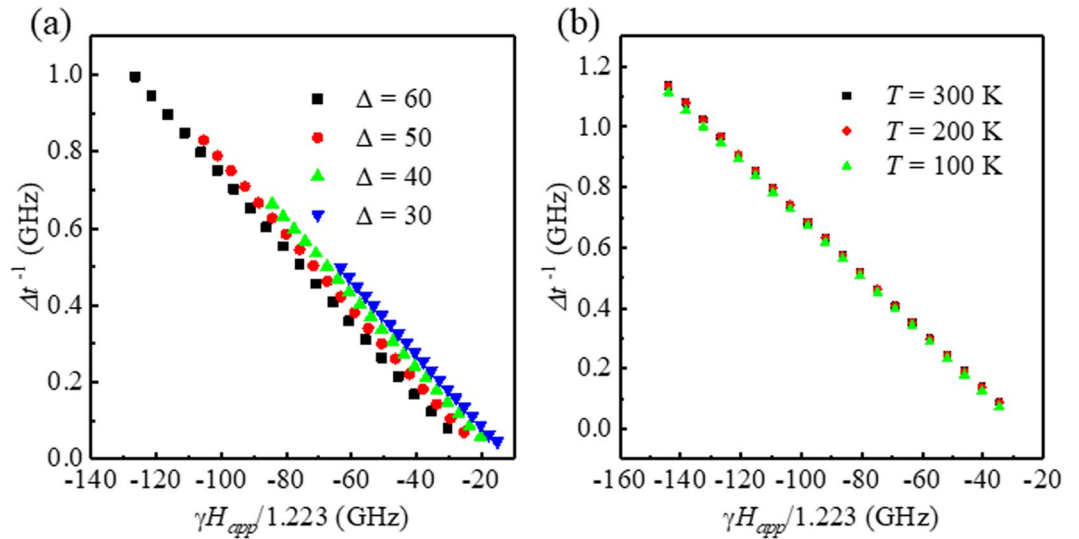 (a)
1.0
0.8
0.6
0.4
0.2
0.0
-140 -120 -100 -80 -60 -40 -20
Δt⁻¹ (GHz)
γH_app/1.223 (GHz)
Δ = 60
Δ = 50
Δ = 40
Δ = 30
(b)
1.2
1.0
0.8
0.6
0.4
0.2
0.0
-160 -140 -120 -100 -80 -60 -40 -20
Δt⁻¹ (GHz)
γH_app/1.223 (GHz)
T = 300 K
T = 200 K
T = 100 K